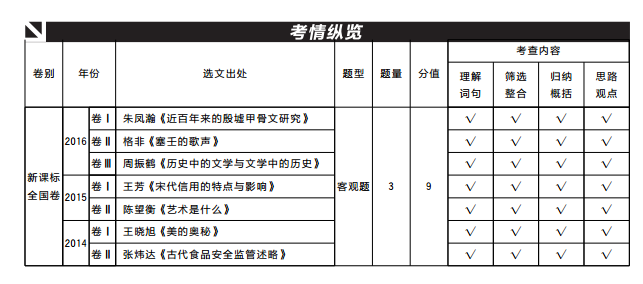 考情纵览
卷别 年份 选文出处 题型 题量 分值 考查内容
理解词句 筛选整合 归纳概括 思路观点
新课标全国卷 2016 卷Ⅰ 朱凤瀚《近百年来的殷墟甲骨文研究》 客观题 3 9 √ √ √ √
卷Ⅱ 格非《塞壬的歌声》 √ √ √ √
卷Ⅲ 周振鹤《历史中的文学与文学中的历史》 √ √ √ √
2015 卷Ⅰ 王芳《宋代信用的特点与影响》 √ √ √ √
卷Ⅱ 陈望衡《艺术是什么》 √ √ √ √
2014 卷Ⅰ 王晓旭《美的奥秘》 √ √ √ √
卷Ⅱ 张炜达《古代食品安全监管述略》 √ √ √ √